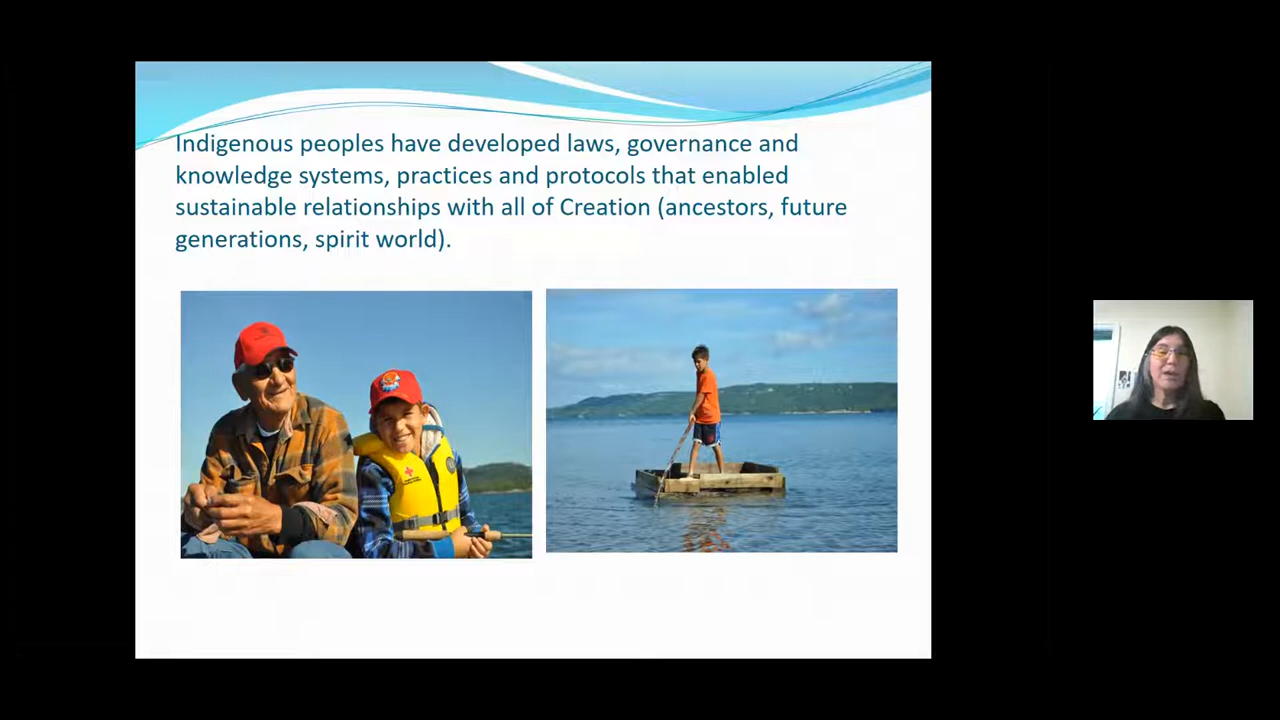 Indigenous peoples have developed laws, governance and
knowledge systems, practices and protocols that enabled
sustainable relationships with all of Creation (ancestors, future
generations, spirit world).